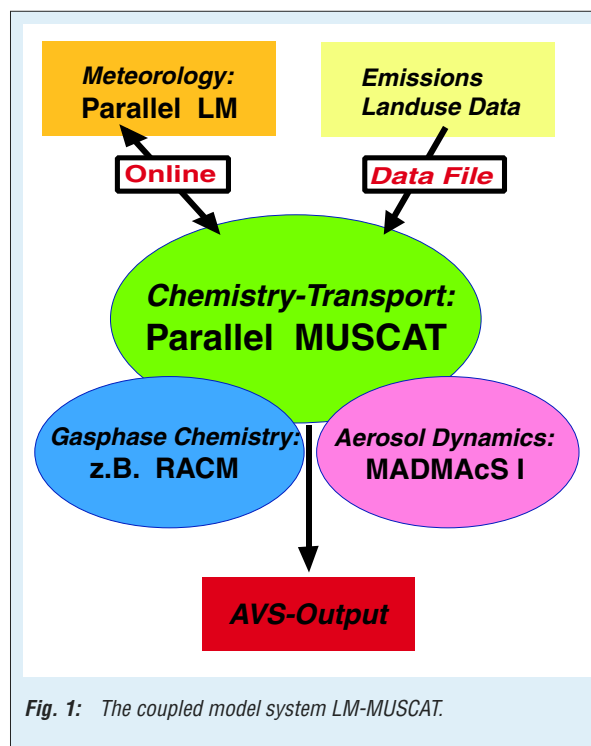 Meteorology:
Parallel LM
Emissions
Landuse Data
Online
Data File
Chemistry-Transport:
Parallel MUSCAT
Gasphase Chemistry:
z.B. RACM
Aerosol Dynamics:
MADMAcS I
AVS-Output
Fig. 1: The coupled model system LM-MUSCAT.